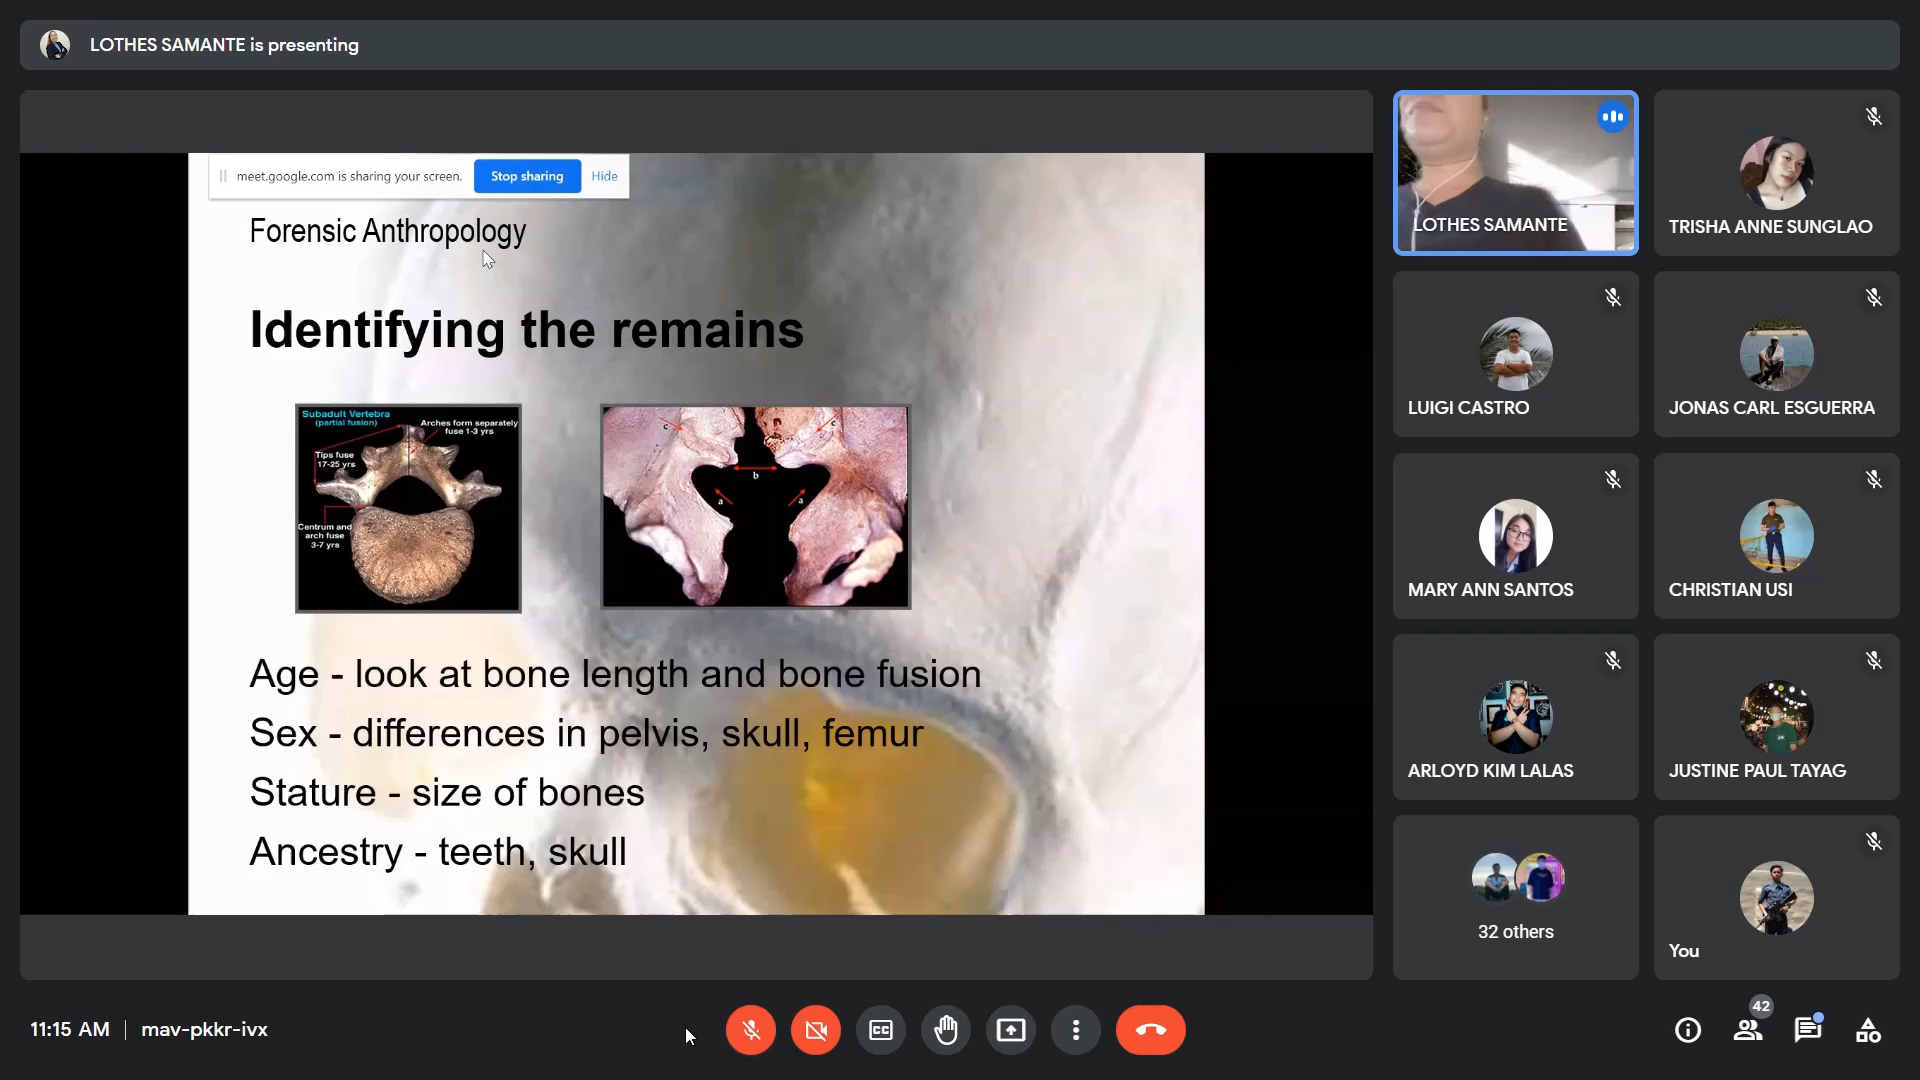 LOTHES SAMANTE is presenting
meet.google.com is sharing your screen.
Stop sharing
Hide
Forensic Anthropology
Identifying the remains
Subadult Vertebra
(partial fusion)
Arches form separately
fuse 1-3 yrs
Tips fuse
17-25 yrs
Centrum and
arch fuse
3-7 yrs
c
c
b
a
a
Age - look at bone length and bone fusion
Sex - differences in pelvis, skull, femur
Stature - size of bones
Ancestry - teeth, skull
LOTHES SAMANTE
TRISHA ANNE SUNGLAO
LUIGI CASTRO
JONAS CARL ESGUERRA
MARY ANN SANTOS
CHRISTIAN USI
ARLOYD KIM LALAS
JUSTINE PAUL TAYAG
32 others
You
11:15 AM
mav-pkkr-ivx
CC
42